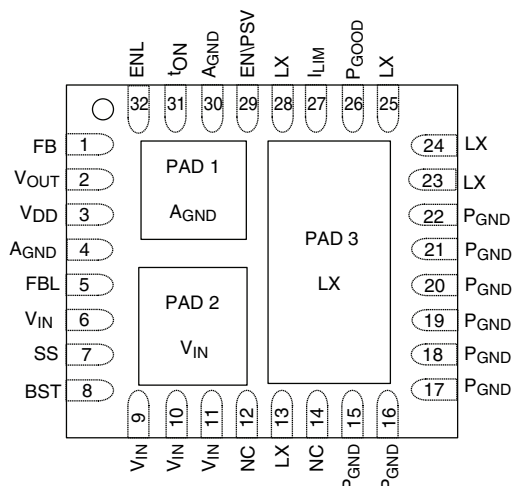 ENL
tON
AGND
EN\PSV
LX
ILIM
PGOOD
LX
32
31
30
29
28
27
26
25
FB 1
VOUT 2
VDD 3
AGND 4
FBL 5
VIN 6
SS 7
BST 8
PAD 1
AGND
PAD 2
VIN
PAD 3
LX
24 LX
23 LX
22 PGND
21 PGND
20 PGND
19 PGND
18 PGND
17 PGND
9
10
11
12
13
14
15
16
VIN
VIN
VIN
NC
LX
NC
PGND
PGND